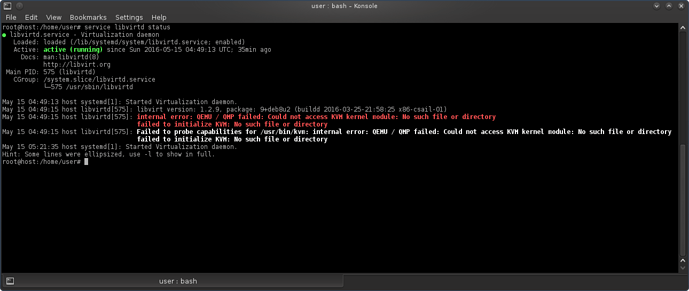 user : bash – Konsole
File Edit View Bookmarks Settings Help
root@host:/home/user# service libvirtd status
● libvirtd.service - Virtualization daemon
Loaded: loaded (/lib/systemd/system/libvirtd.service; enabled)
Active: active (running) since Sun 2016-05-15 04:49:13 UTC; 35min ago
Docs: man:libvirtd(8)
http://libvirt.org
Main PID: 575 (libvirtd)
CGroup: /system.slice/libvirtd.service
└─575 /usr/sbin/libvirtd
May 15 04:49:13 host systemd[1]: Started Virtualization daemon.
May 15 04:49:15 host libvirtd[575]: libvirt version: 1.2.9, package: 9+deb8u2 (buildd 2016-03-25-21:58:25 x86-csail-01)
May 15 04:49:15 host libvirtd[575]: internal error: QEMU / QMP failed: Could not access KVM kernel module: No such file or directory
failed to initialize KVM: No such file or directory
May 15 04:49:15 host libvirtd[575]: Failed to probe capabilities for /usr/bin/kvm: internal error: QEMU / QMP failed: Could not access KVM kernel module: No such file or directory
failed to initialize KVM: No such file or directory
May 15 05:21:35 host systemd[1]: Started Virtualization daemon.
Hint: Some lines were ellipsized, use -l to show in full.
root@host:/home/user#
user : bash